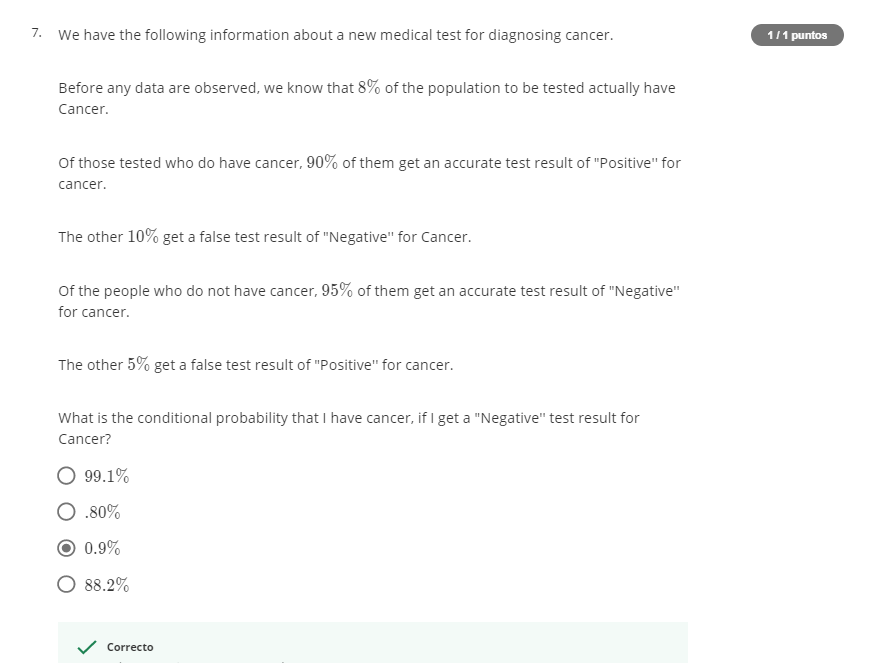 7. We have the following information about a new medical test for diagnosing cancer.
1 / 1 puntos
Before any data are observed, we know that 8% of the population to be tested actually have
Cancer.
Of those tested who do have cancer, 90% of them get an accurate test result of "Positive" for
cancer.
The other 10% get a false test result of "Negative" for Cancer.
Of the people who do not have cancer, 95% of them get an accurate test result of "Negative"
for cancer.
The other 5% get a false test result of "Positive" for cancer.
What is the conditional probability that I have cancer, if I get a "Negative" test result for
Cancer?
99.1%
.80%
0.9%
88.2%
Correcto